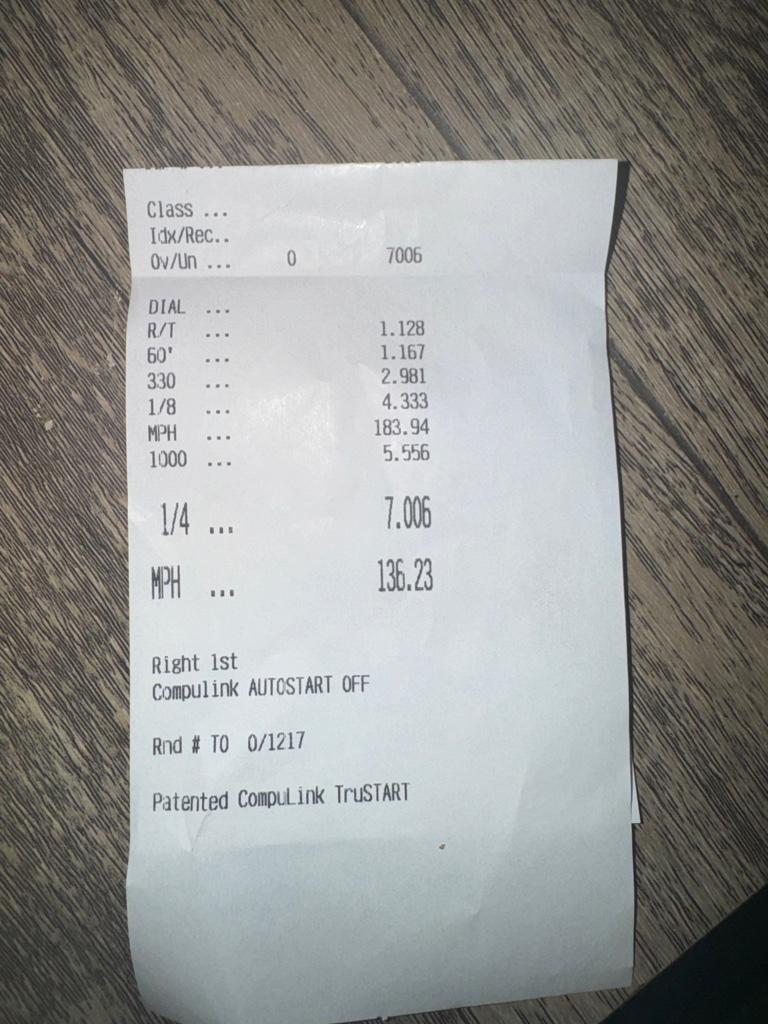 Class ...
Idx/Rec..
Ov/Un ... 0 7006
DIAL ...
R/T ... 1.128
60' ... 1.167
330 ... 2.981
1/8 ... 4.333
MPH ... 183.94
1000 ... 5.556
1/4 ... 7.006
MPH ... 136.23
Right 1st
Compulink AUTOSTART OFF
Rnd # TO 0/1217
Patented CompuLink TruSTART